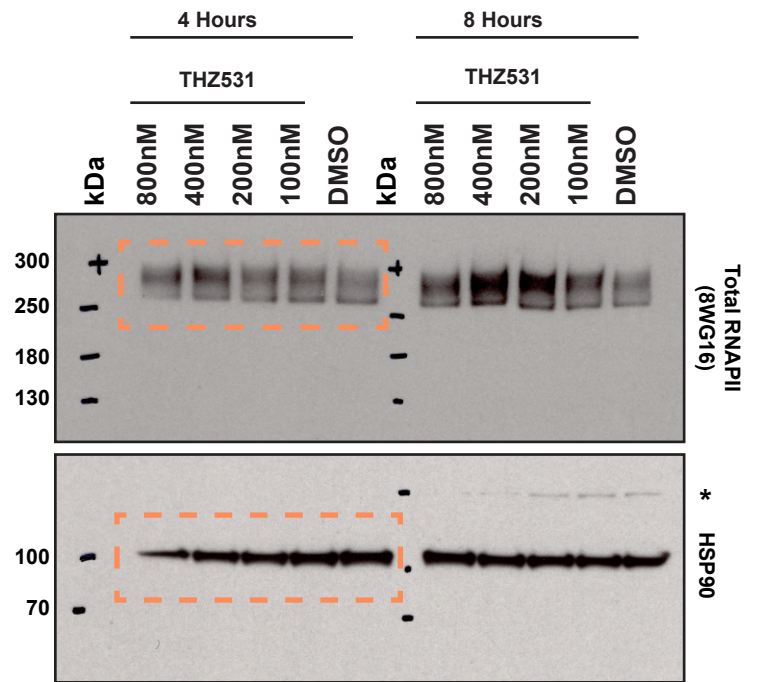 4 Hours 8 Hours
THZ531 THZ531
kDa 800nM 400nM 200nM 100nM DMSO kDa 800nM 400nM 200nM 100nM DMSO
300
250
180
130
Total RNAPII
(8WG16)
*
100
70
HSP90